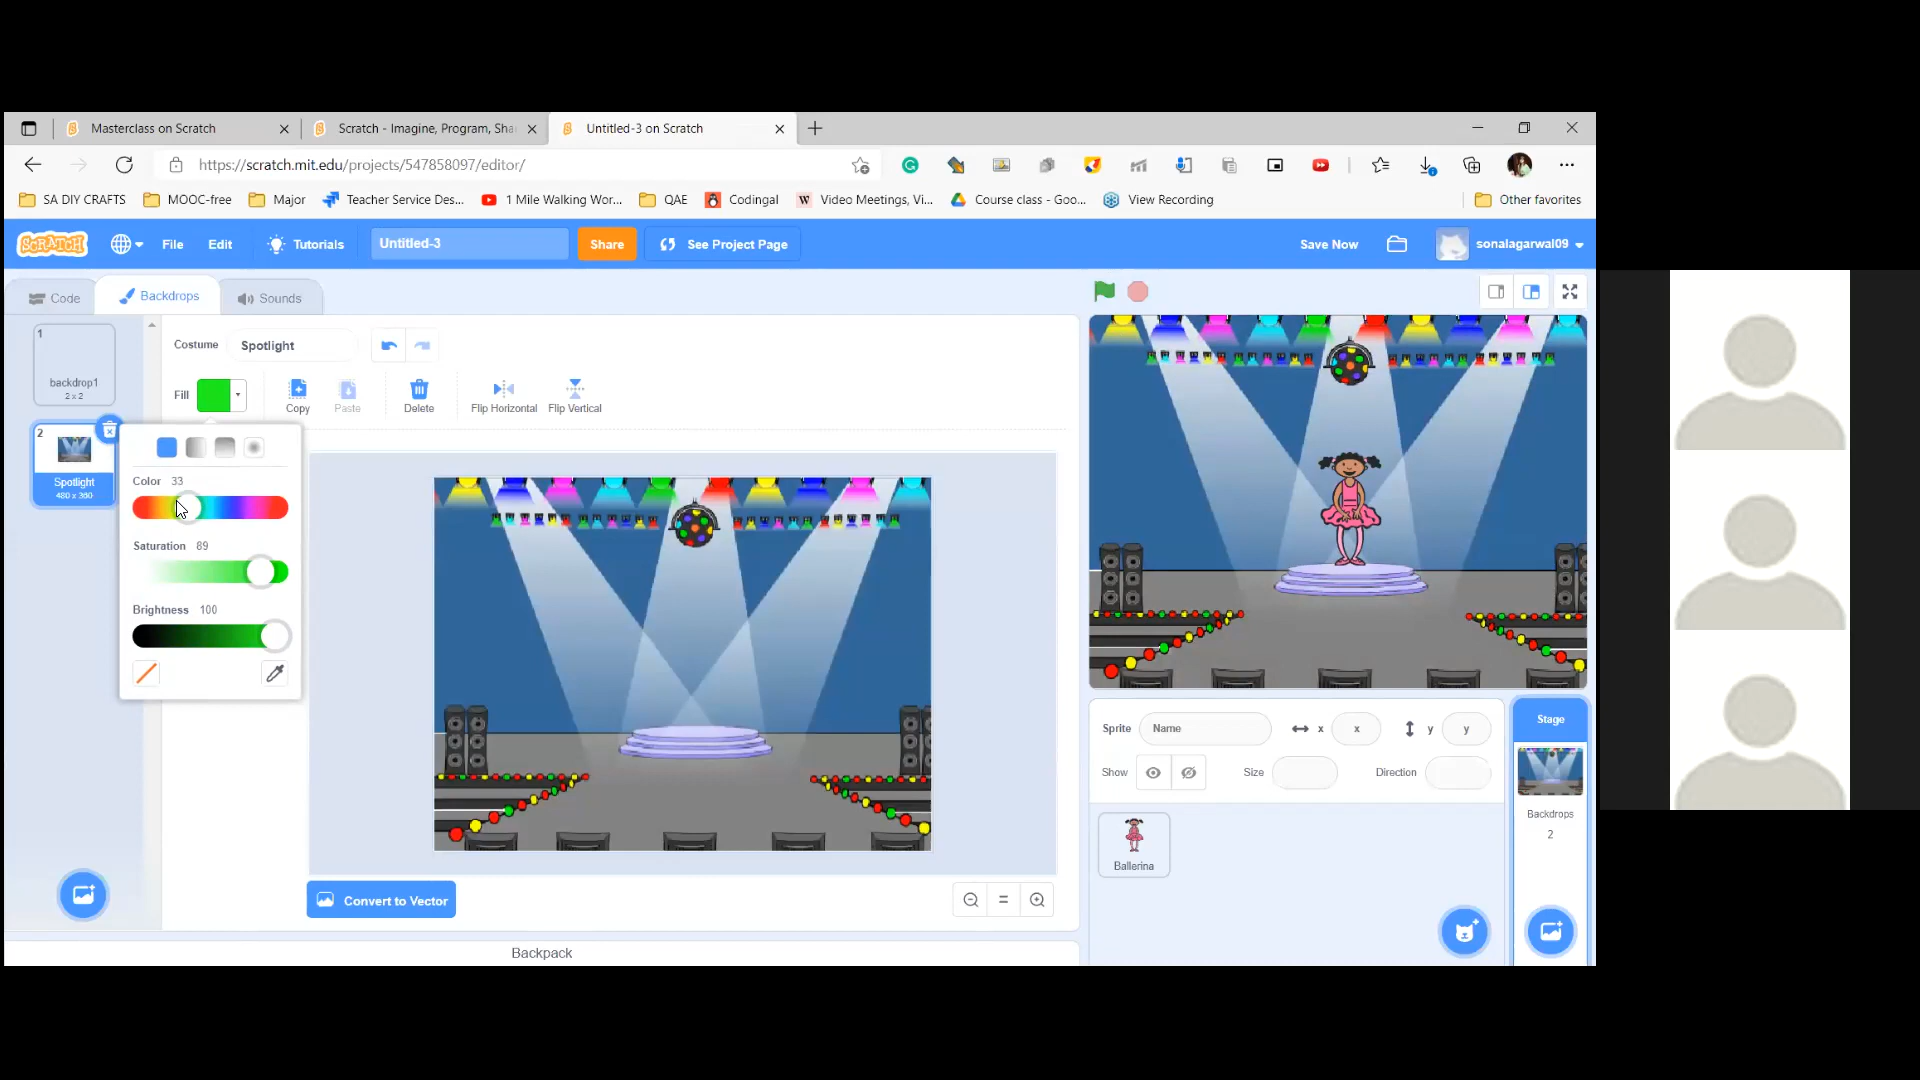 Masterclass on Scratch
Scratch - Imagine, Program, Sha
Untitled-3 on Scratch
https://scratch.mit.edu/projects/547858097/editor/
SA DIY CRAFTS
MOOC-free
Major
Teacher Service Des...
1 Mile Walking Wor...
QAE
Codingal
Video Meetings, Vi...
Course class - Goo...
View Recording
Other favorites
SCRATCH
File
Edit
Tutorials
Untitled-3
Share
See Project Page
Save Now
sonalagarwal09
Code
Backdrops
Sounds
1
backdrop1
2 x 2
2
Spotlight
480 x 360
Costume
Spotlight
Fill
Copy
Paste
Delete
Flip Horizontal
Flip Vertical
Color 33
Saturation 89
Brightness 100
Convert to Vector
Backpack
Sprite
Name
x
x
y
y
Show
Size
Direction
Ballerina
Stage
Backdrops
2